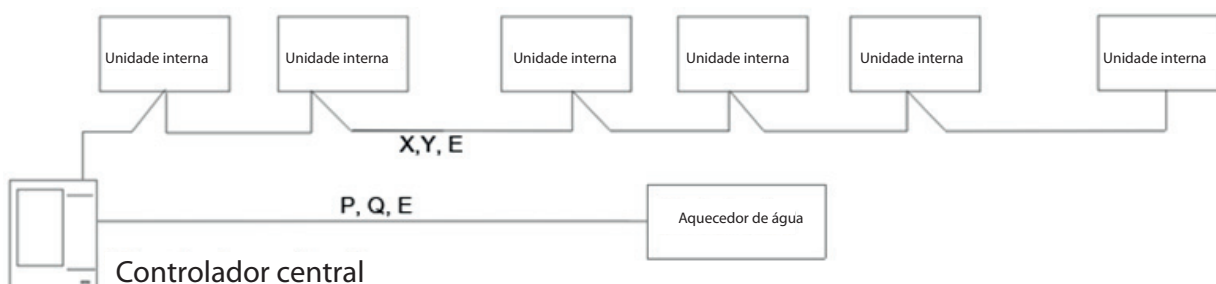 Unidade interna
Unidade interna
Unidade interna
Unidade interna
Unidade interna
Unidade interna
X,Y, E
P, Q, E
Aquecedor de água
Controlador central